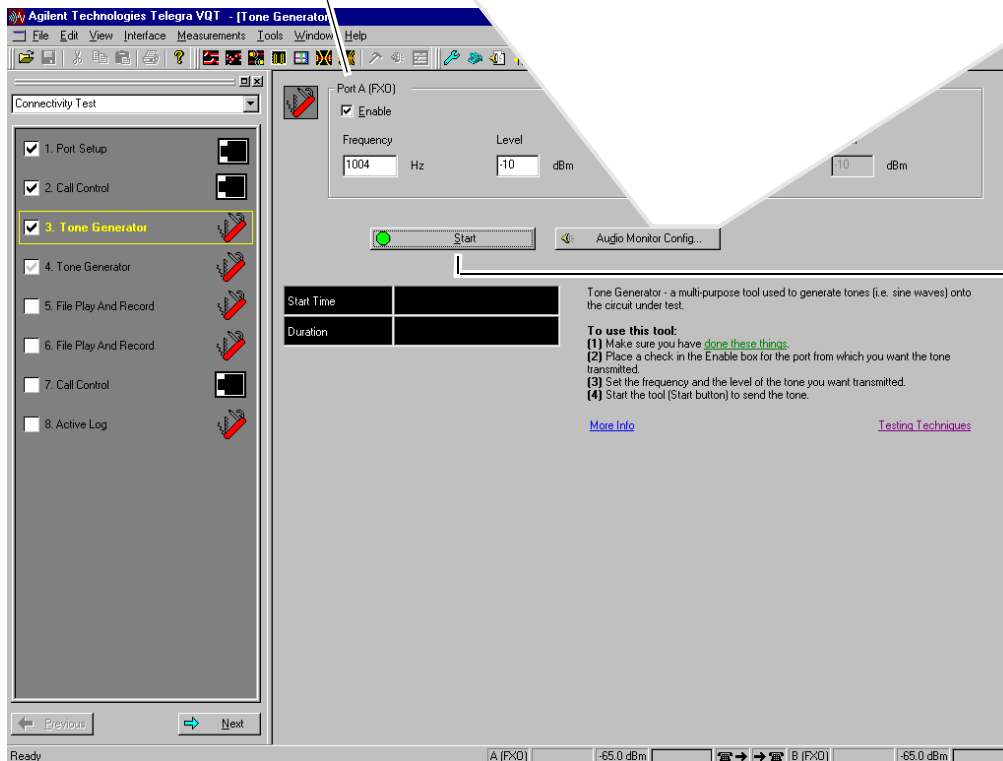 Agilent Technologies Telegra VQT - [Tone Generator
File Edit View Interface Measurements Tools Window Help
Connectivity Test
1. Port Setup
2. Call Control
3. Tone Generator
4. Tone Generator
5. File Play And Record
6. File Play And Record
7. Call Control
8. Active Log
Previous Next
Port A (FXO)
Enable
Frequency Level
1004 Hz -10 dBm
-10 dBm
Start Audio Monitor Config...
Start Time
Duration
Tone Generator - a multi-purpose tool used to generate tones (i.e. sine waves) onto
the circuit under test.
To use this tool:
(1) Make sure you have done these things.
(2) Place a check in the Enable box for the port from which you want the tone
transmitted.
(3) Set the frequency and the level of the tone you want transmitted.
(4) Start the tool (Start button) to send the tone.
More Info Testing Techniques
Ready A (FXO) -65.0 dBm B (FXO) -65.0 dBm